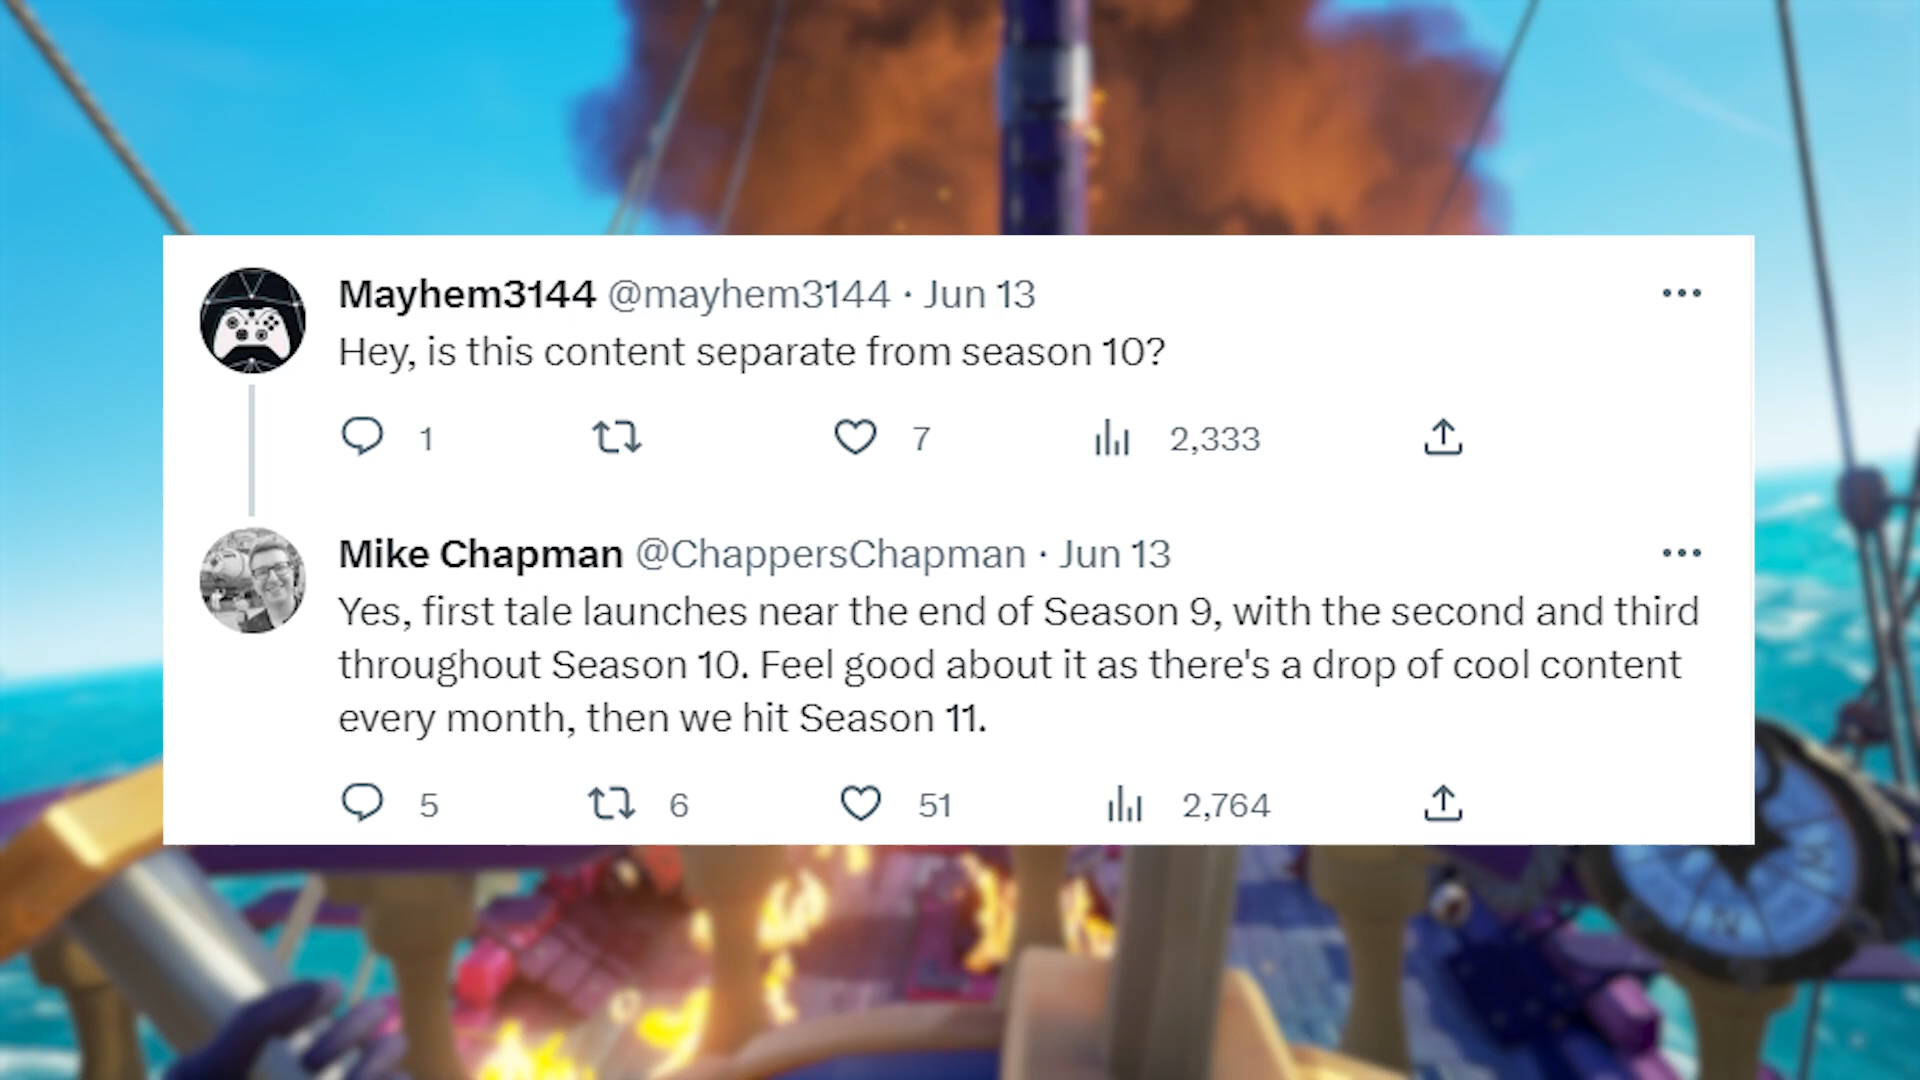 Mayhem3144 @mayhem3144 · Jun 13
Hey, is this content separate from season 10?
1 7 2,333
Mike Chapman @ChappersChapman · Jun 13
Yes, first tale launches near the end of Season 9, with the second and third
throughout Season 10. Feel good about it as there's a drop of cool content
every month, then we hit Season 11.
5 6 51 2,764